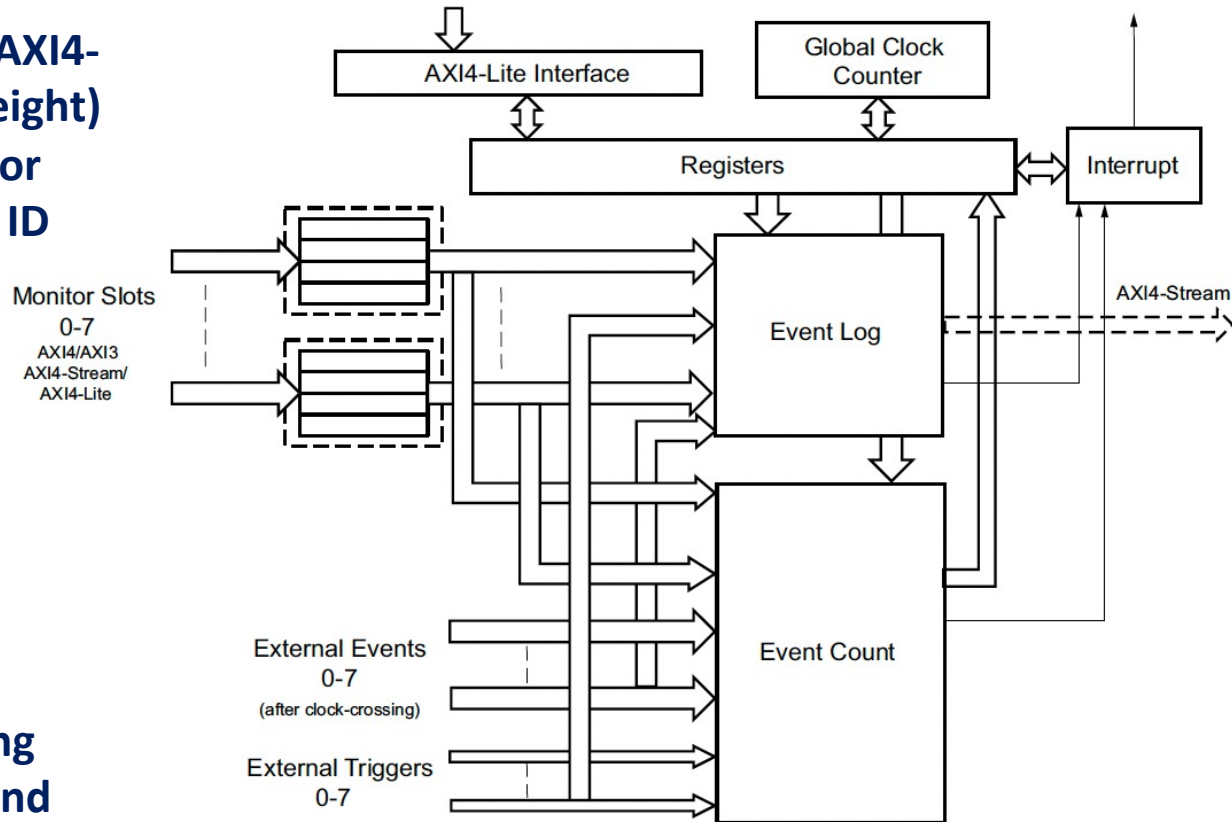 AXI4-
eight)
or
ID
ng
nd
AXI4-Lite Interface
Global Clock
Counter
Registers
Interrupt
Monitor Slots
0-7
AXI4/AXI3
AXI4-Stream/
AXI4-Lite
Event Log
AXI4-Stream
External Events
0-7
(after clock-crossing)
Event Count
External Triggers
0-7